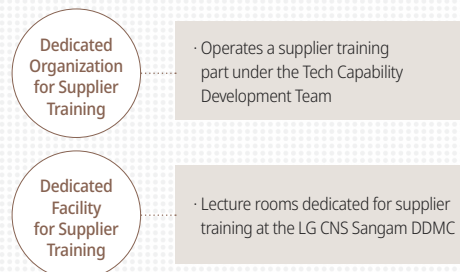 Dedicated
Organization
for Supplier
Training
· Operates a supplier training
part under the Tech Capability
Development Team
Dedicated
Facility
for Supplier
Training
· Lecture rooms dedicated for supplier
training at the LG CNS Sangam DDMC